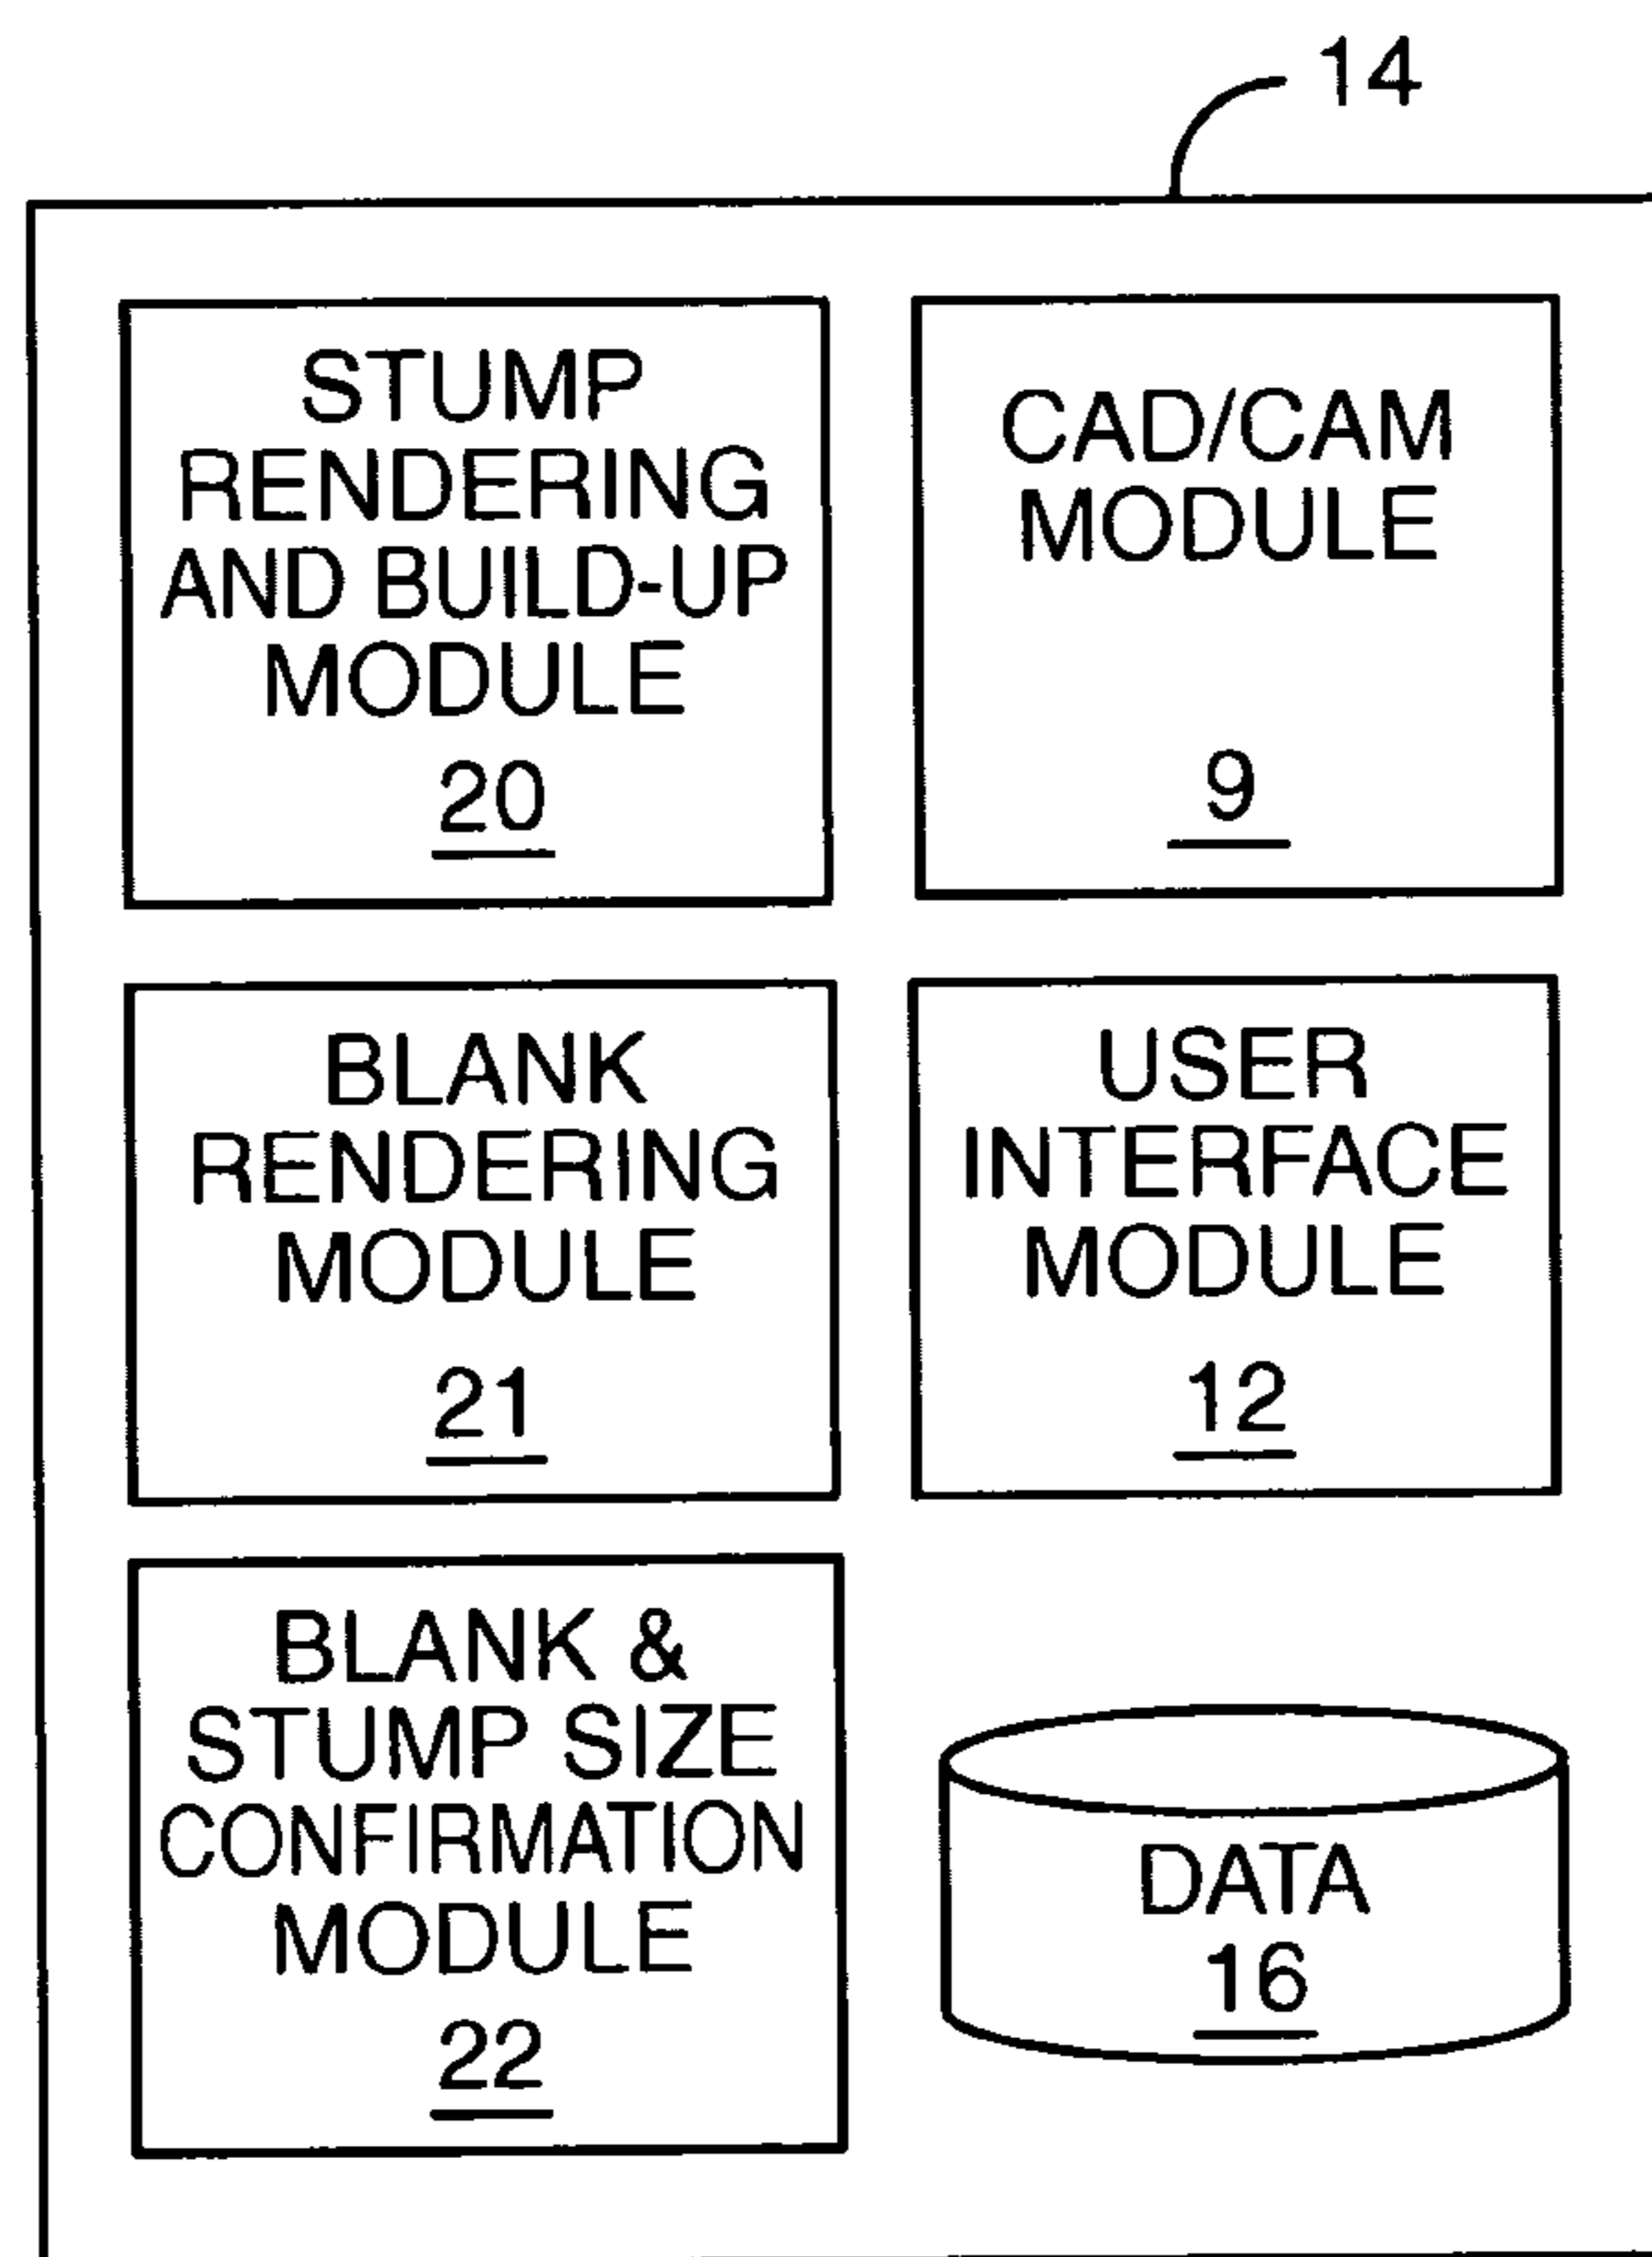 14
STUMP
RENDERING
AND BUILD-UP
MODULE
20
CAD/CAM
MODULE
9
BLANK
RENDERING
MODULE
21
USER
INTERFACE
MODULE
12
BLANK &
STUMP SIZE
CONFIRMATION
MODULE
22
DATA
16